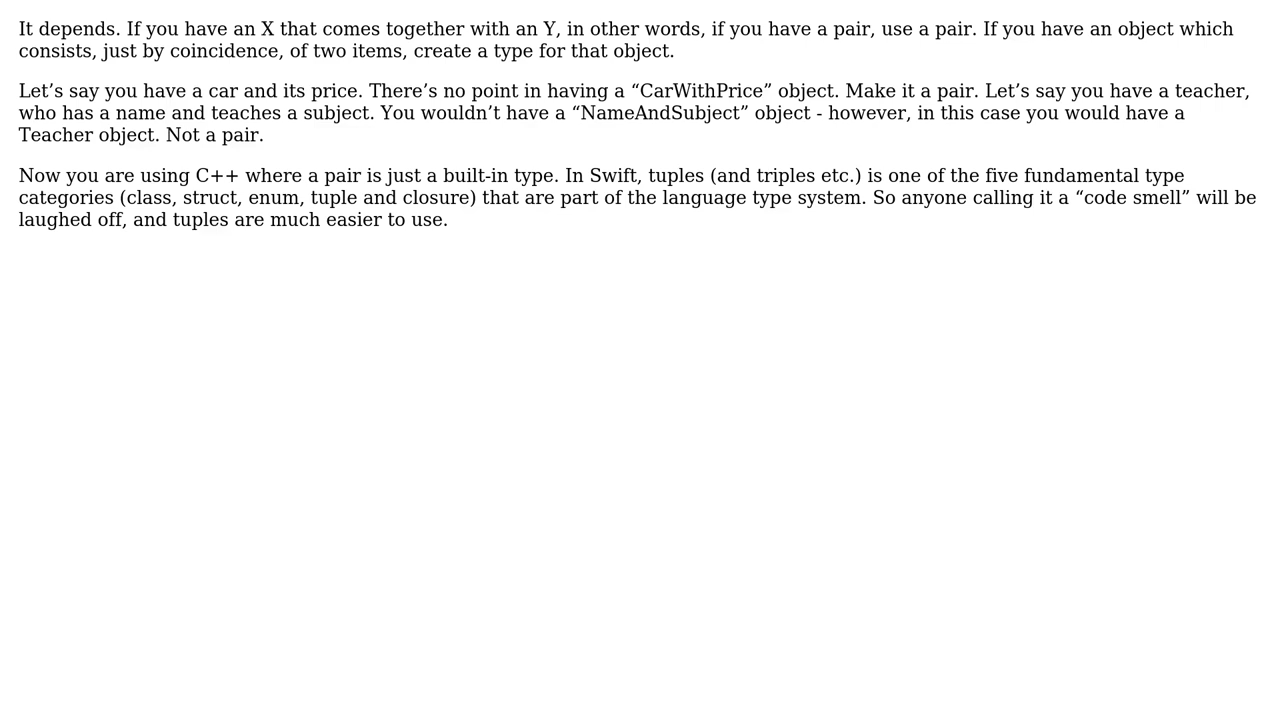 It depends. If you have an X that comes together with an Y, in other words, if you have a pair, use a pair. If you have an object which
consists, just by coincidence, of two items, create a type for that object.
Let’s say you have a car and its price. There’s no point in having a “CarWithPrice” object. Make it a pair. Let’s say you have a teacher,
who has a name and teaches a subject. You wouldn’t have a “NameAndSubject” object - however, in this case you would have a
Teacher object. Not a pair.
Now you are using C++ where a pair is just a built-in type. In Swift, tuples (and triples etc.) is one of the five fundamental type
categories (class, struct, enum, tuple and closure) that are part of the language type system. So anyone calling it a “code smell” will be
laughed off, and tuples are much easier to use.